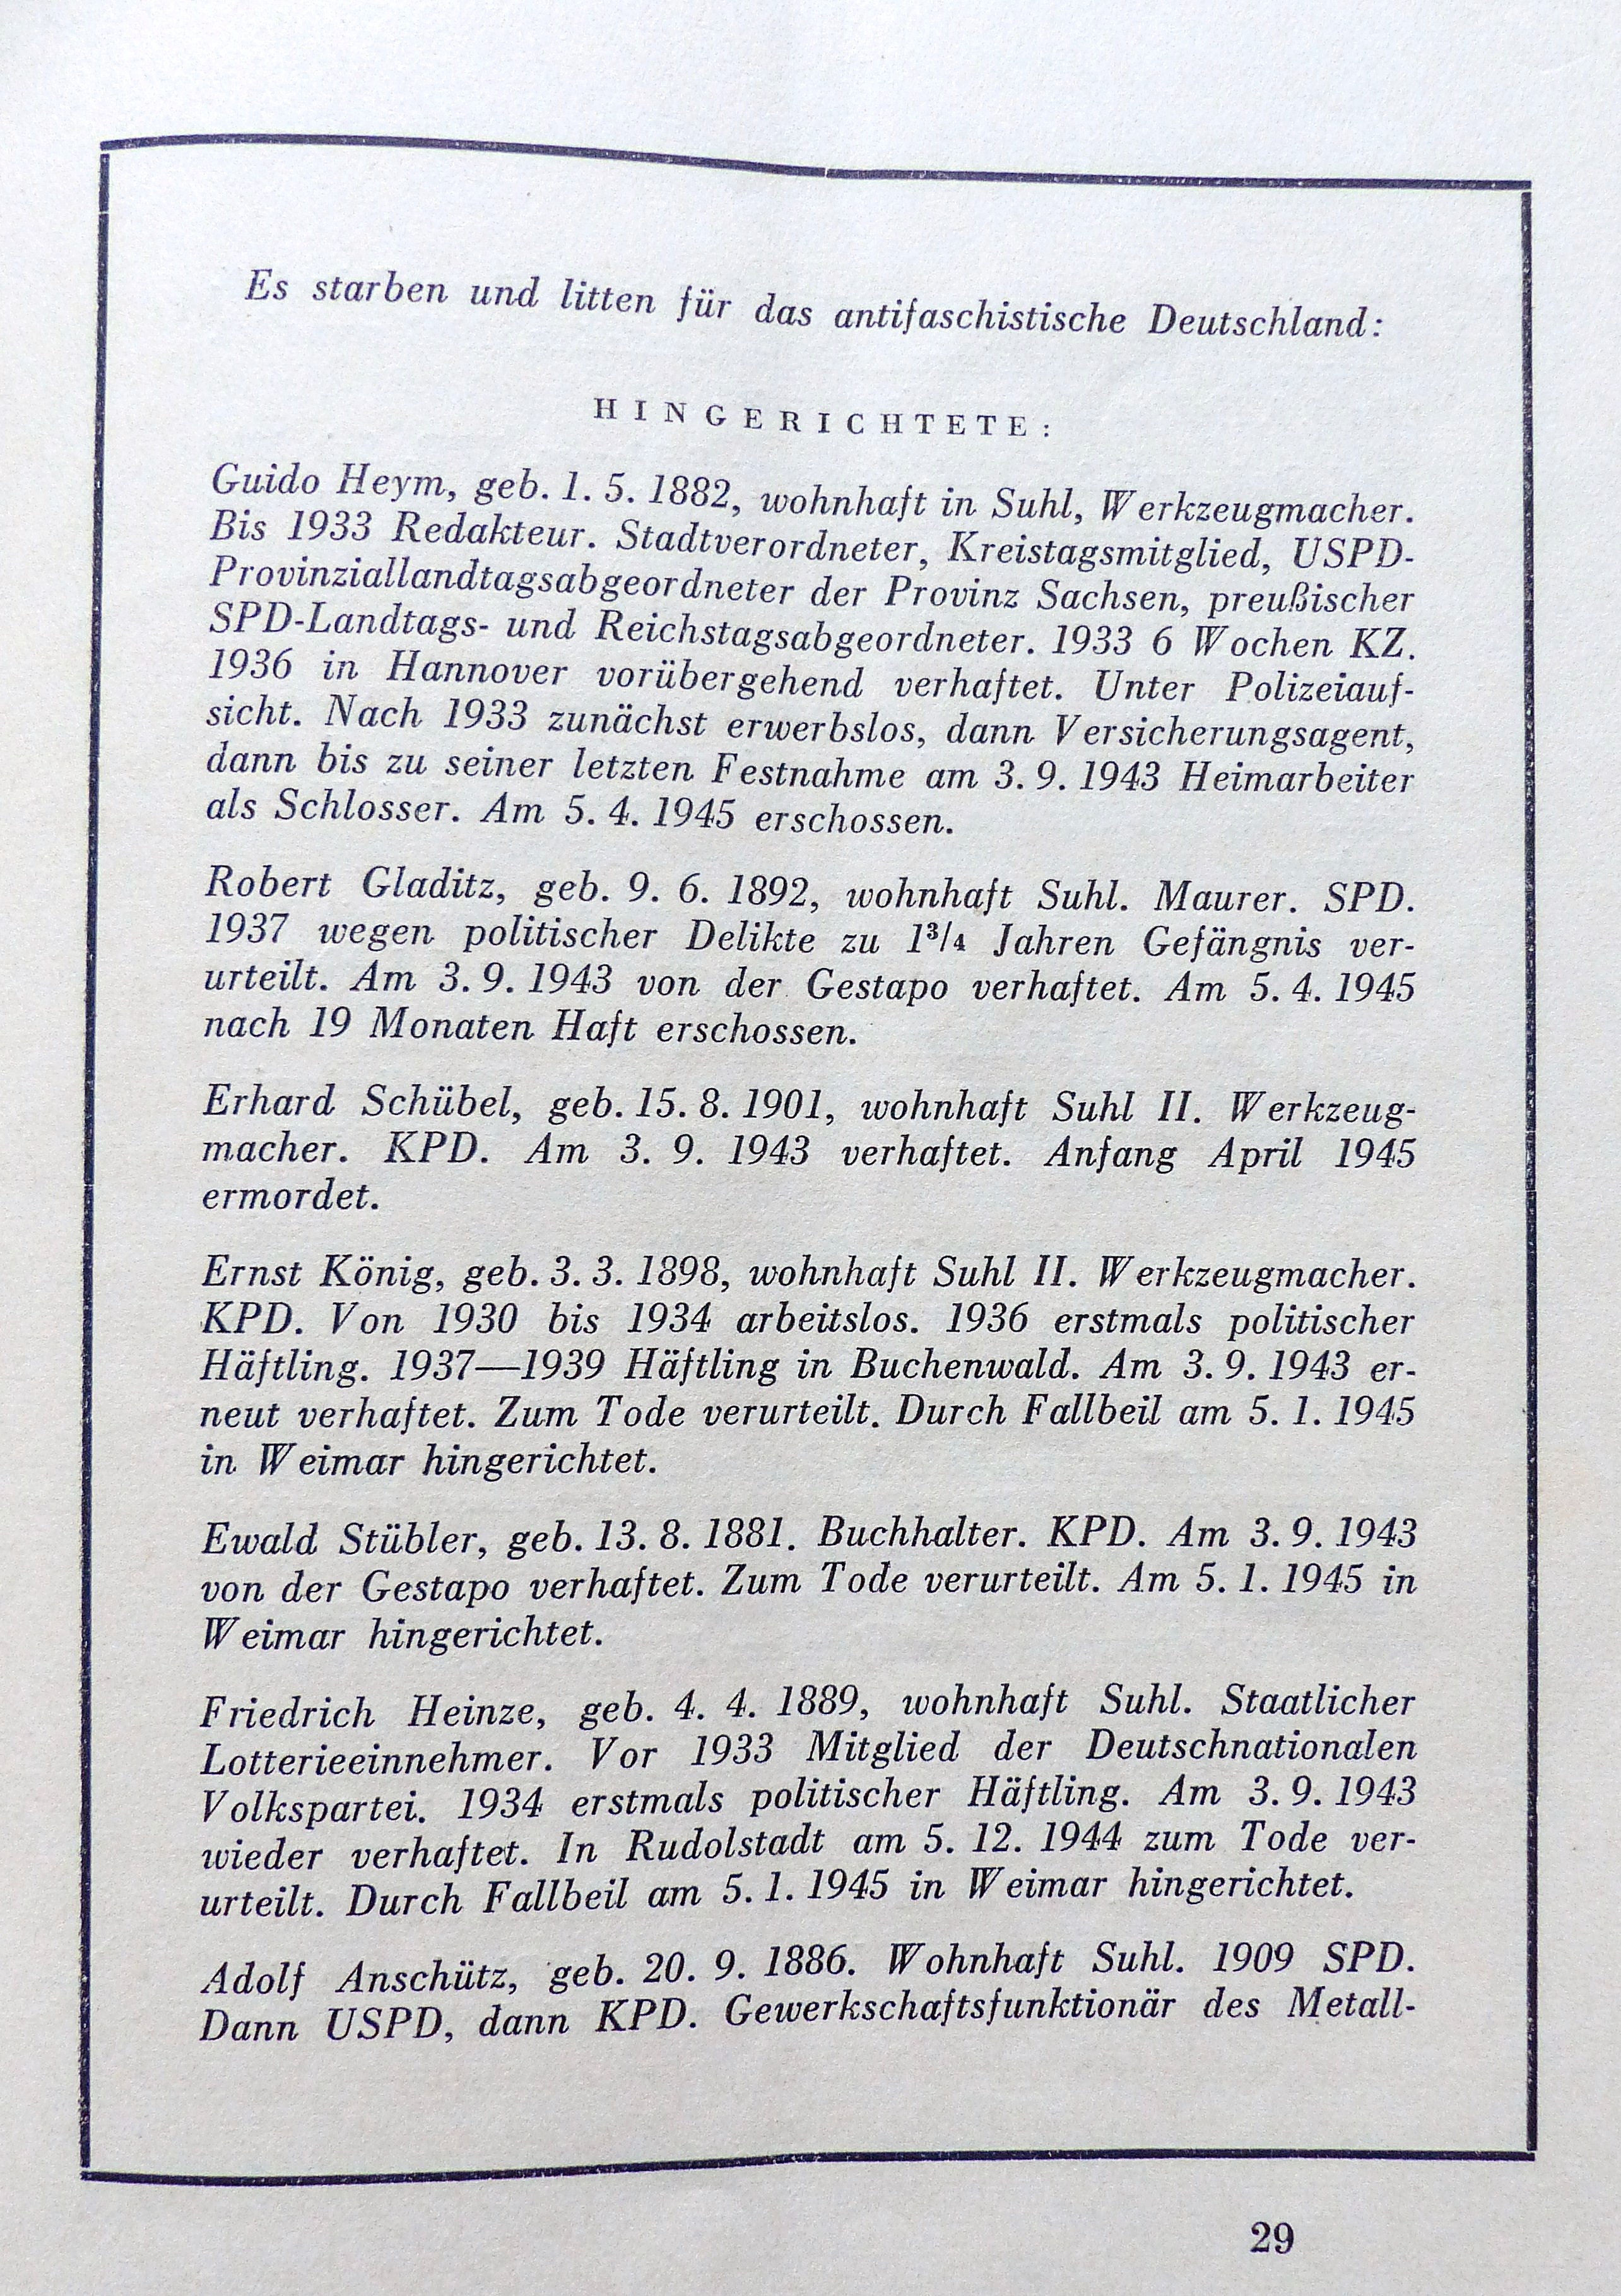 Es starben und litten für das antifaschistische Deutschland:
HINGERICHTETE:
Guido Heym, geb. 1. 5. 1882, wohnhaft in Suhl, Werkzeugmacher.
Bis 1933 Redakteur. Stadtverordneter, Kreistagsmitglied, USPD-
Provinziallandtagsabgeordneter der Provinz Sachsen, preußischer
SPD-Landtags- und Reichstagsabgeordneter. 1933 6 Wochen KZ.
1936 in Hannover vorübergehend verhaftet. Unter Polizeiauf-
sicht. Nach 1933 zunächst erwerbslos, dann Versicherungsagent,
dann bis zu seiner letzten Festnahme am 3. 9. 1943 Heimarbeiter
als Schlosser. Am 5. 4. 1945 erschossen.
Robert Gladitz, geb. 9. 6. 1892, wohnhaft Suhl. Maurer. SPD.
1937 wegen politischer Delikte zu 1³/₄ Jahren Gefängnis ver-
urteilt. Am 3. 9. 1943 von der Gestapo verhaftet. Am 5. 4. 1945
nach 19 Monaten Haft erschossen.
Erhard Schübel, geb. 15. 8. 1901, wohnhaft Suhl II. Werkzeug-
macher. KPD. Am 3. 9. 1943 verhaftet. Anfang April 1945
ermordet.
Ernst König, geb. 3. 3. 1898, wohnhaft Suhl II. Werkzeugmacher.
KPD. Von 1930 bis 1934 arbeitslos. 1936 erstmals politischer
Häftling. 1937—1939 Häftling in Buchenwald. Am 3. 9. 1943 er-
neut verhaftet. Zum Tode verurteilt. Durch Fallbeil am 5. 1. 1945
in Weimar hingerichtet.
Ewald Stübler, geb. 13. 8. 1881. Buchhalter. KPD. Am 3. 9. 1943
von der Gestapo verhaftet. Zum Tode verurteilt. Am 5. 1. 1945 in
Weimar hingerichtet.
Friedrich Heinze, geb. 4. 4. 1889, wohnhaft Suhl. Staatlicher
Lotterieeinnehmer. Vor 1933 Mitglied der Deutschnationalen
Volkspartei. 1934 erstmals politischer Häftling. Am 3. 9. 1943
wieder verhaftet. In Rudolstadt am 5. 12. 1944 zum Tode ver-
urteilt. Durch Fallbeil am 5. 1. 1945 in Weimar hingerichtet.
Adolf Anschütz, geb. 20. 9. 1886. Wohnhaft Suhl. 1909 SPD.
Dann USPD, dann KPD. Gewerkschaftsfunktionär des Metall-
29